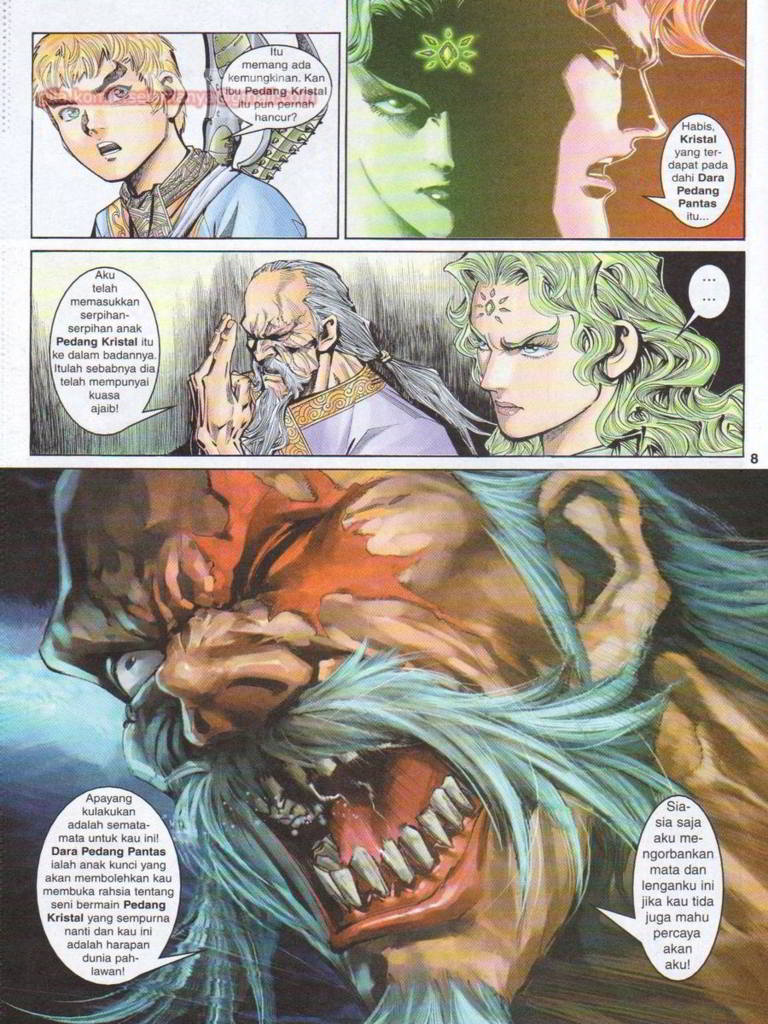 Itu
memang ada
kemungkinan. Kan
ibu Pedang Kristal
itu pun pernah
hancur?
Habis,
Kristal
yang ter-
dapat pada
dahi Dara
Pedang
Pantas
itu...
Aku
telah
memasukkan
serpihan-
serpihan anak
Pedang Kristal itu
ke dalam badannya.
Itulah sebabnya dia
telah mempunyai
kuasa
ajaib!
...
...
8
Apayang
kulakukan
adalah semata-
mata untuk kau ini!
Dara Pedang Pantas
ialah anak kunci yang
akan membolehkan kau
membuka rahsia tentang
seni bermain Pedang
Kristal yang sempurna
nanti dan kau ini
adalah harapan
dunia pah-
lawan!
Sia-
sia saja
aku me-
ngorbankan
mata dan
lenganku ini
jika kau tida
juga mahu
percaya
akan
aku!